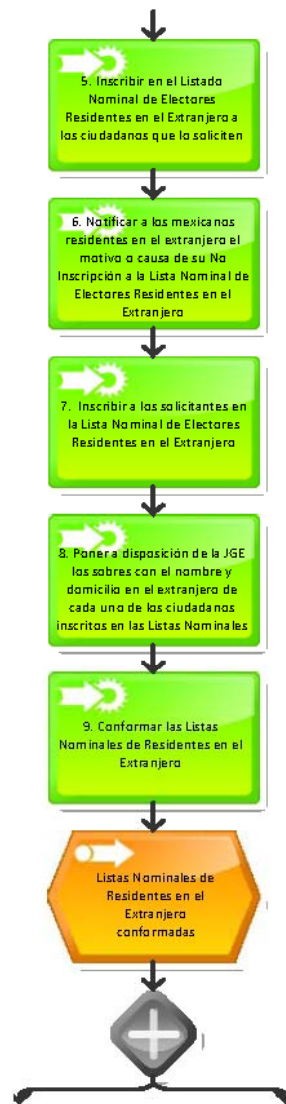 5. Inscribir en el Listado
Nominal de Electores
Residentes en el Extranjero a
los ciudadanos que lo soliciten
6. Notificar a los mexicanos
residentes en el extranjero el
motivo o causa de su No
Inscripción a la Lista Nominal de
Electores Residentes en el
Extranjero
7. Inscribir a los solicitantes en
la Lista Nominal de Electores
Residentes en el Extranjero
8. Poner a disposición de la JGE
los sobres con el nombre y
domicilio en el extranjero de
cada uno de los ciudadanos
inscritos en las Listas Nominales
9. Conformar las Listas
Nominales de Residentes en el
Extranjero
Listas Nominales de
Residentes en el
Extranjero
conformadas